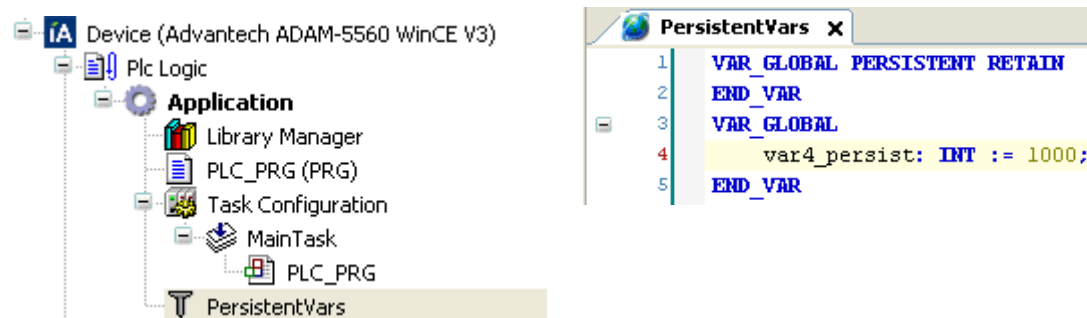 iA Device (Advantech ADAM-5560 WinCE V3)
Plc Logic
Application
Library Manager
PLC_PRG (PRG)
Task Configuration
MainTask
PLC_PRG
PersistentVars
PersistentVars x
1 VAR_GLOBAL PERSISTENT RETAIN
2 END_VAR
3 VAR_GLOBAL
4 var4_persist: INT := 1000;
5 END_VAR